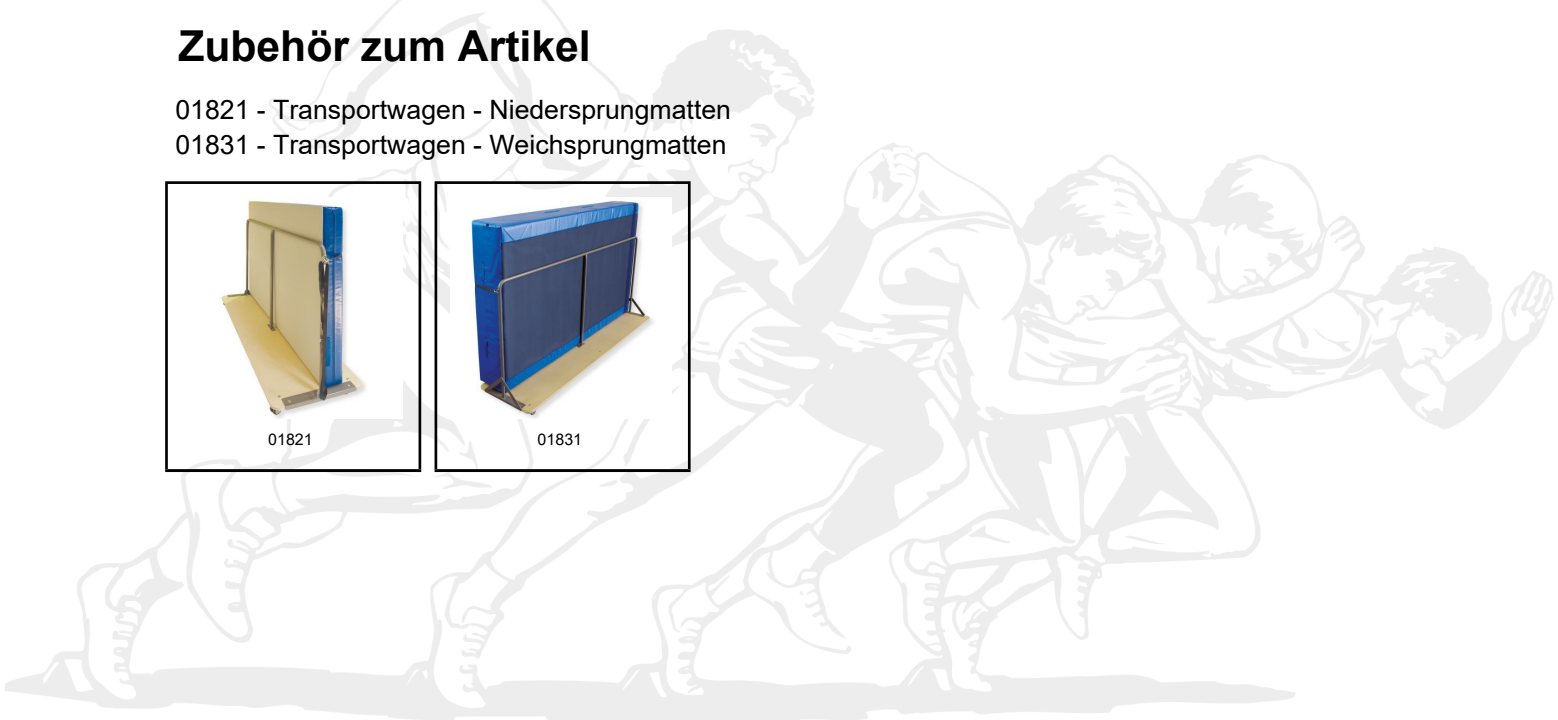 Zubehör zum Artikel
01821 - Transportwagen - Niedersprungmatten
01831 - Transportwagen - Weichsprungmatten
01821
01831